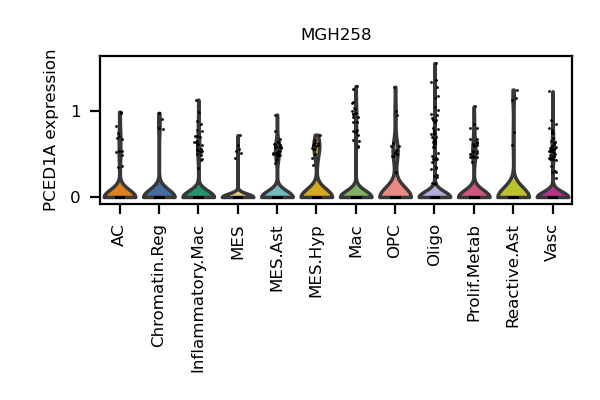 MGH258
PCED1A expression
1
0
AC
Chromatin.Reg
Inflammatory.Mac
MES
MES.Ast
MES.Hyp
Mac
OPC
Oligo
Prolif.Metab
Reactive.Ast
Vasc